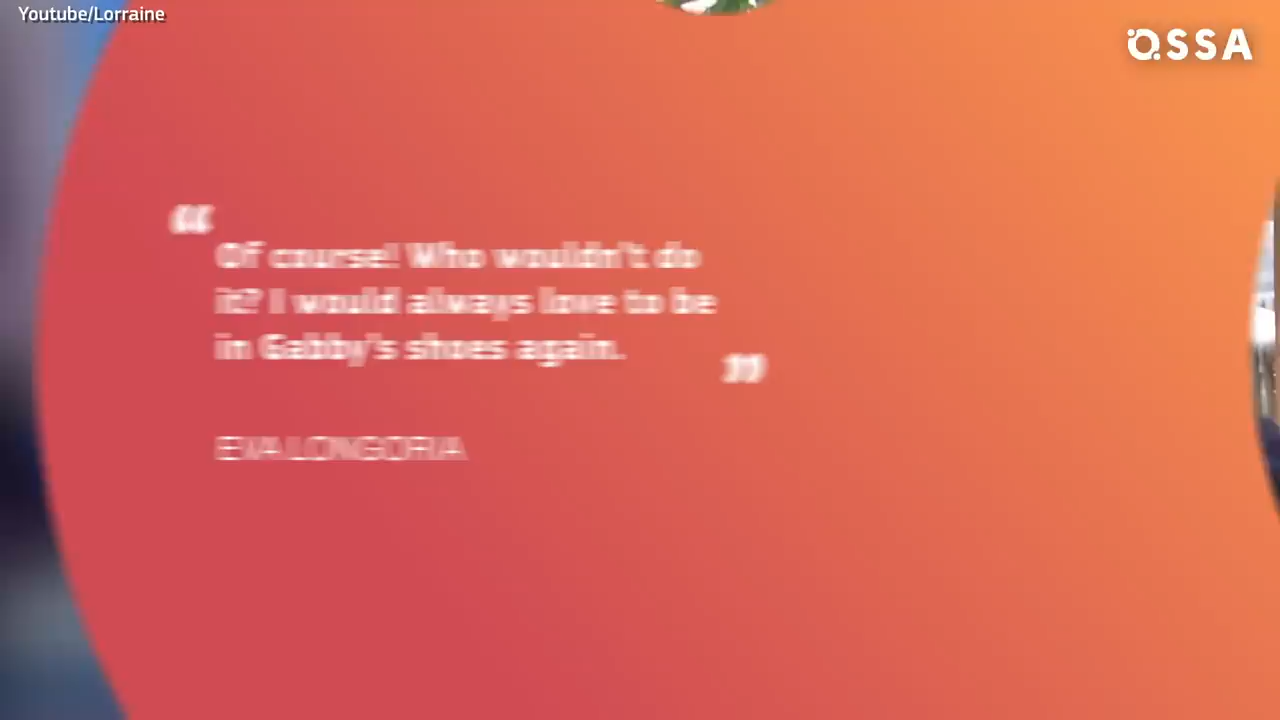 Youtube/Lorraine
OSSA
“
Of course! Who wouldn't do
it? I would always love to be
in Gabby's shoes again.
”
EVA LONGORIA